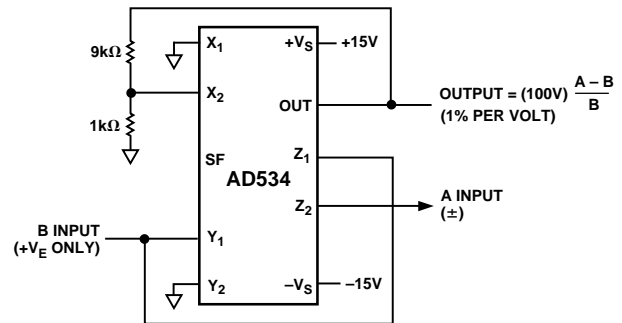 9kΩ
1kΩ
B INPUT
(+VE ONLY)
X1
X2
SF
Y1
Y2
AD534
+VS
OUT
Z1
Z2
–VS
+15V
OUTPUT = (100V) A – B
B
(1% PER VOLT)
A INPUT
(±)
–15V